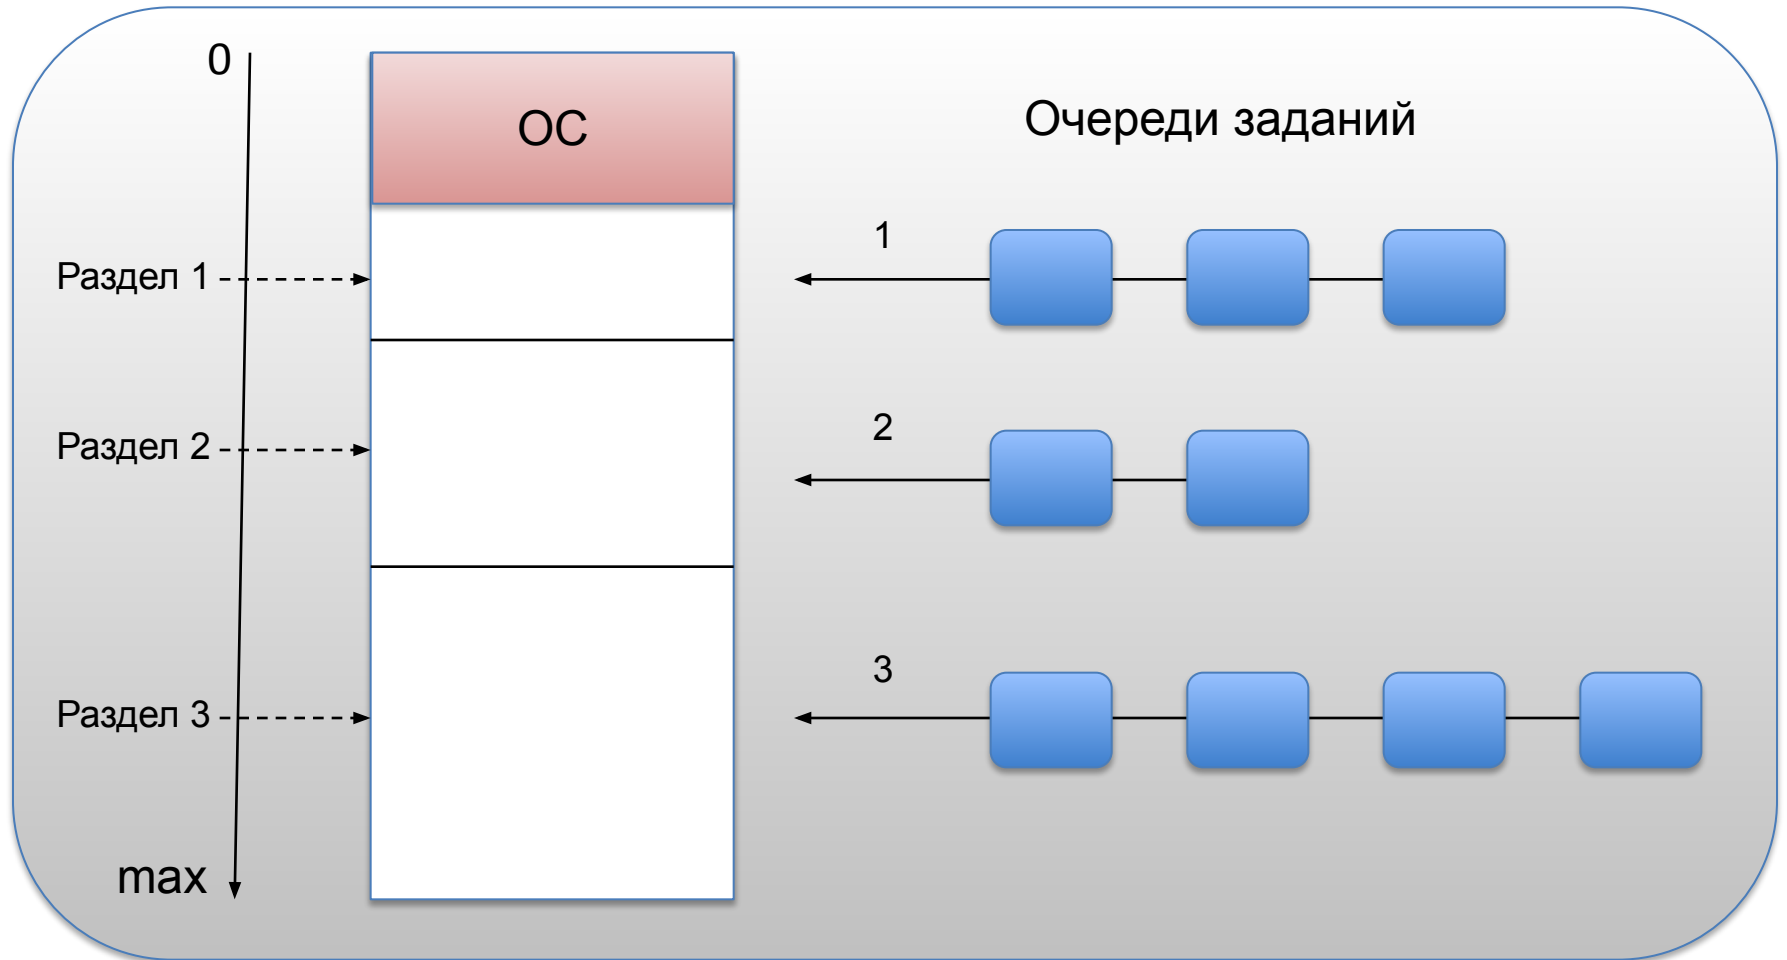 0
ОС
Очереди заданий
1
Раздел 1
2
Раздел 2
3
Раздел 3
max